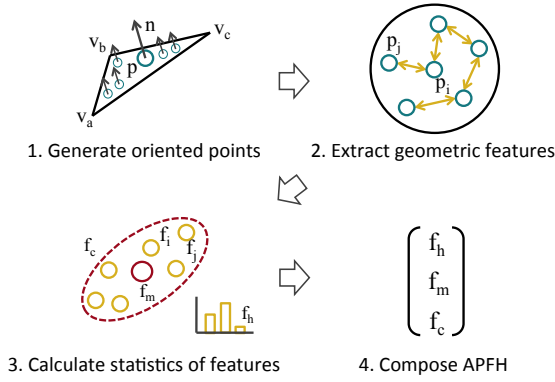 n
v_b
v_c
p
v_a
1. Generate oriented points
p_j
p_i
2. Extract geometric features
f_c
f_i
f_j
f_m
f_h
3. Calculate statistics of features
f_h
f_m
f_c
4. Compose APFH